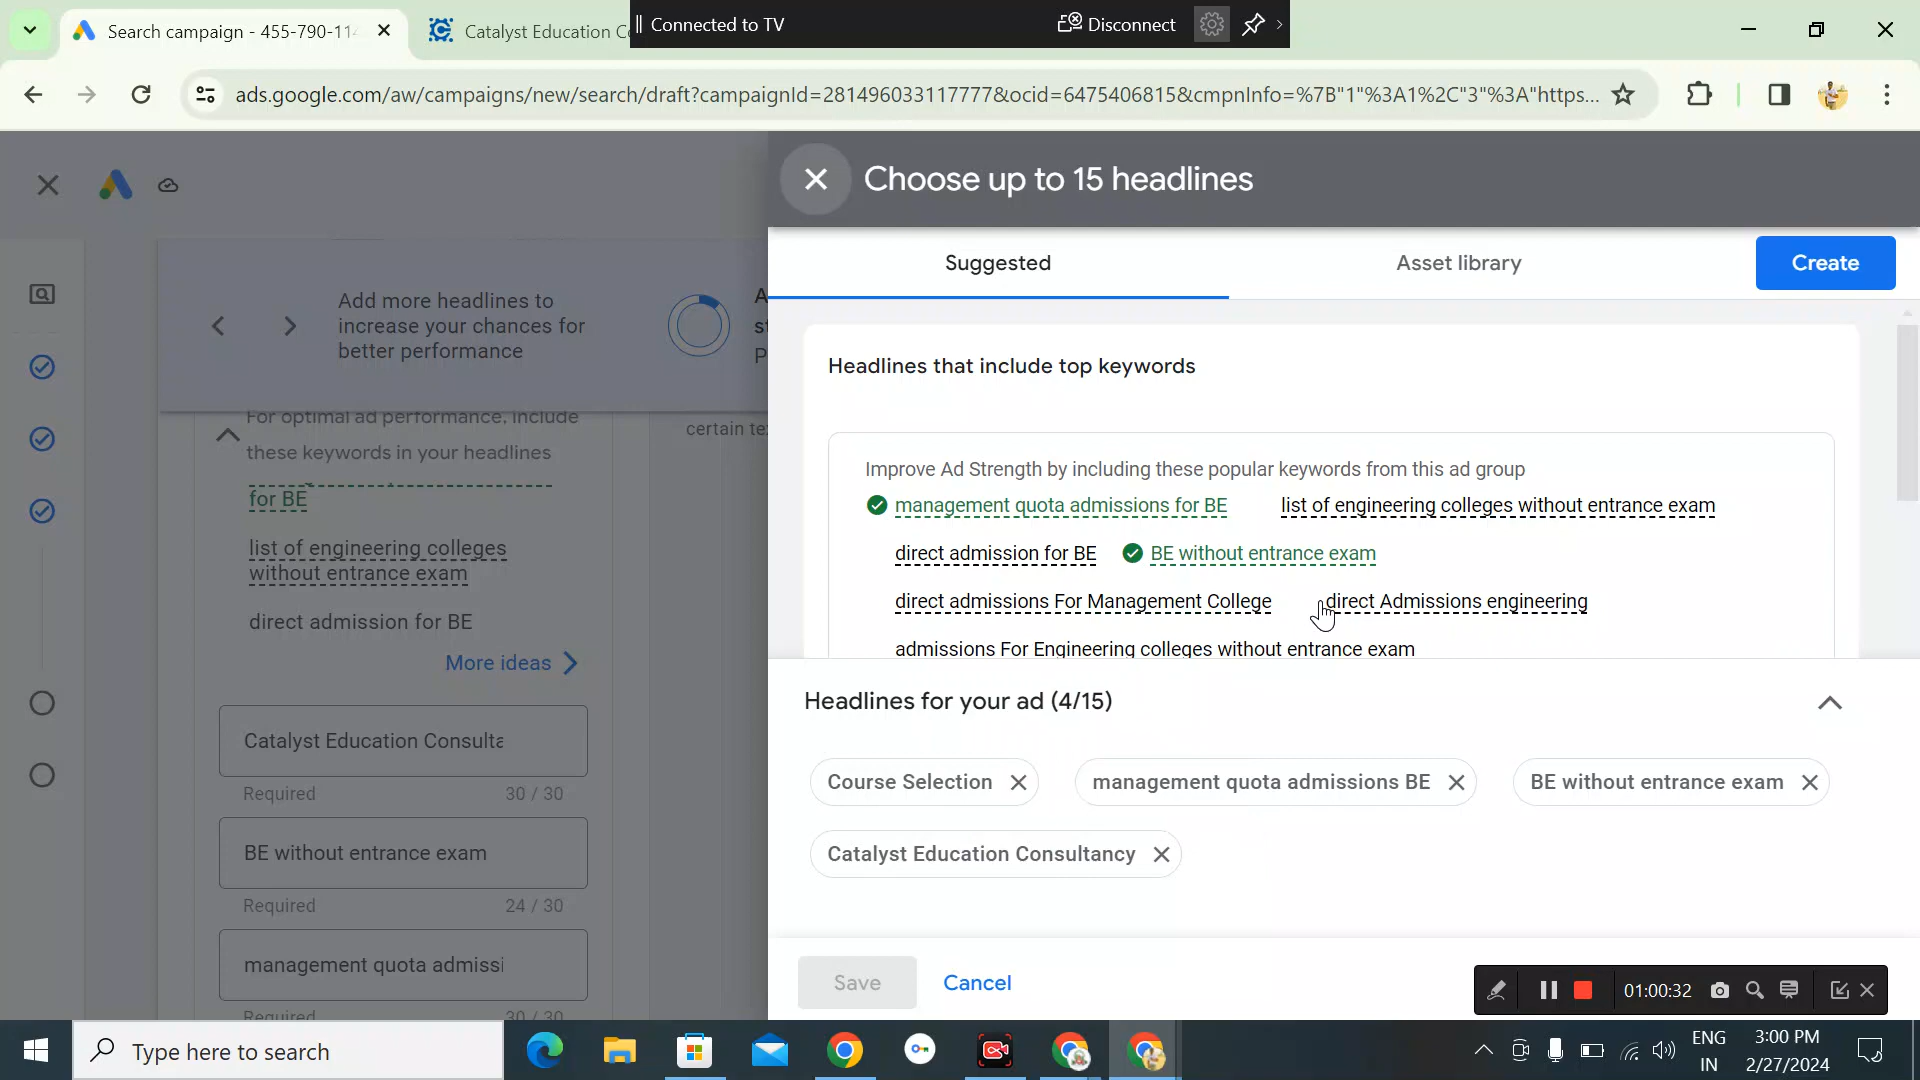 Search campaign - 455-790-114
Catalyst Education C
Connected to TV
Disconnect
ads.google.com/aw/campaigns/new/search/draft?campaignId=281496033117777&ocid=6475406815&cmpnInfo=%7B"1"%3A1%2C"3"%3A"https...
Choose up to 15 headlines
Suggested
Asset library
Create
Add more headlines to
increase your chances for
better performance
For optimal ad performance, include
these keywords in your headlines
for BE
list of engineering colleges
without entrance exam
direct admission for BE
More ideas
Catalyst Education Consulta
Required 30 / 30
BE without entrance exam
Required 24 / 30
management quota admissi
Required 30 / 30
certain te
Headlines that include top keywords
Improve Ad Strength by including these popular keywords from this ad group
management quota admissions for BE list of engineering colleges without entrance exam
direct admission for BE BE without entrance exam
direct admissions For Management College direct Admissions engineering
admissions For Engineering colleges without entrance exam
Headlines for your ad (4/15)
Course Selection management quota admissions BE BE without entrance exam
Catalyst Education Consultancy
Save Cancel
01:00:32
Type here to search
ENG
IN
3:00 PM
2/27/2024